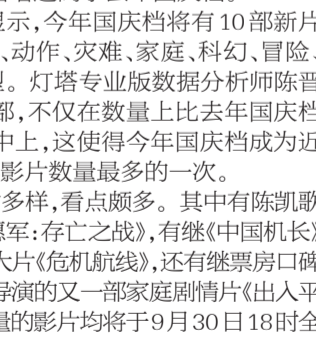 显示，今年国庆档将有10部新片
、动作、灾难、家庭、科幻、冒险、
型。灯塔专业版数据分析师陈晋
部，不仅在数量上比去年国庆档
中上，这使得今年国庆档成为近
影片数量最多的一次。
多样，看点颇多。其中有陈凯歌
愿军：存亡之战》，有继《中国机长》
大片《危机航线》，还有继票房口碑
导演的又一部家庭剧情片《出入平
量的影片均将于9月30日18时全